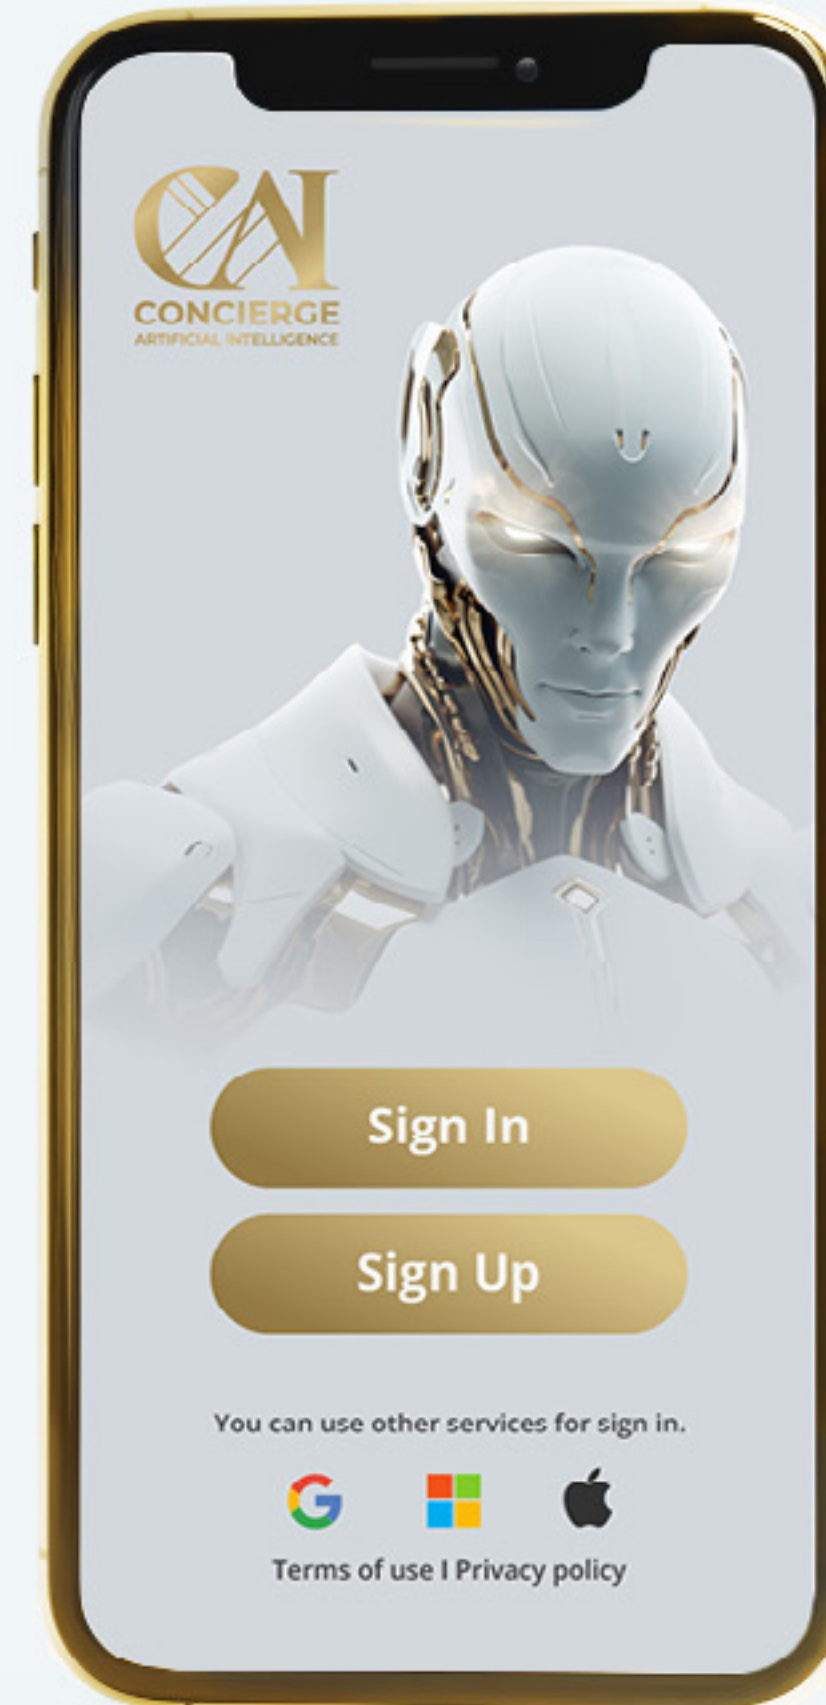 CAI
CONCIERGE
ARTIFICIAL INTELLIGENCE
Sign In
Sign Up
You can use other services for sign in.
Terms of use I Privacy policy